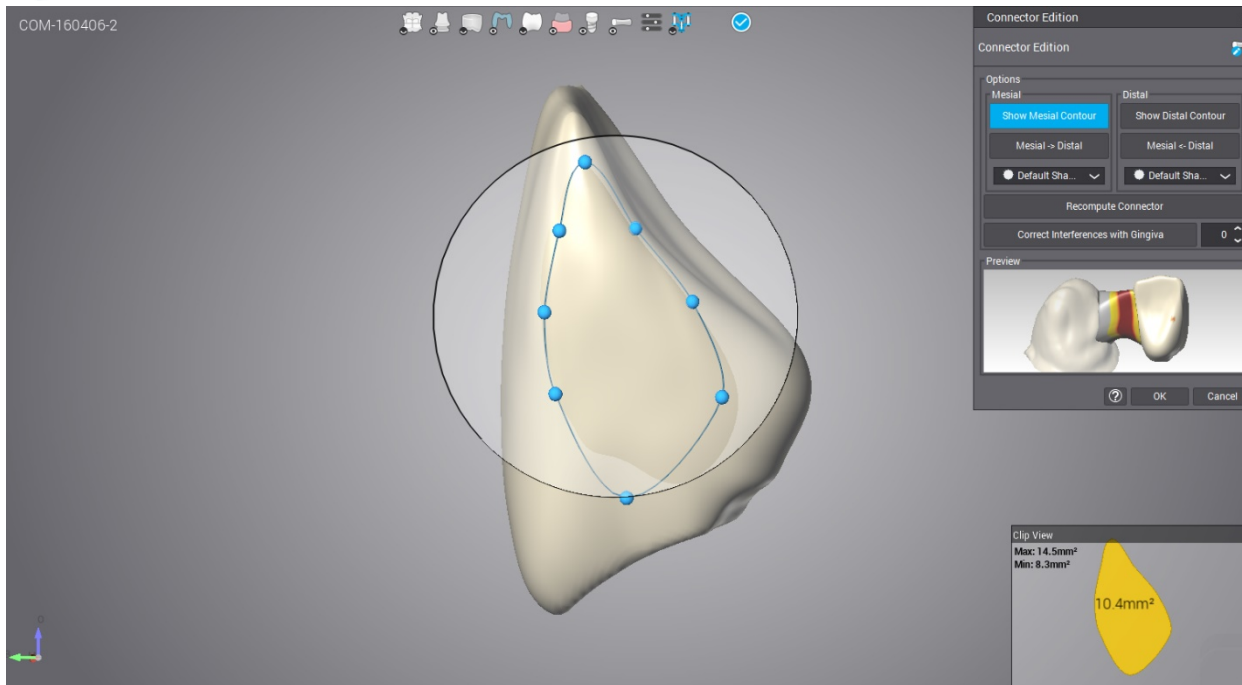 COM-160406-2
Connector Edition
Connector Edition
Options
Mesial
Distal
Show Mesial Contour
Show Distal Contour
Mesial -> Distal
Mesial <- Distal
Default Sha...
Default Sha...
Recompute Connector
Correct Interferences with Gingiva
0
Preview
?
OK
Cancel
Clip View
Max: 14.5mm²
Min: 8.3mm²
10.4mm²